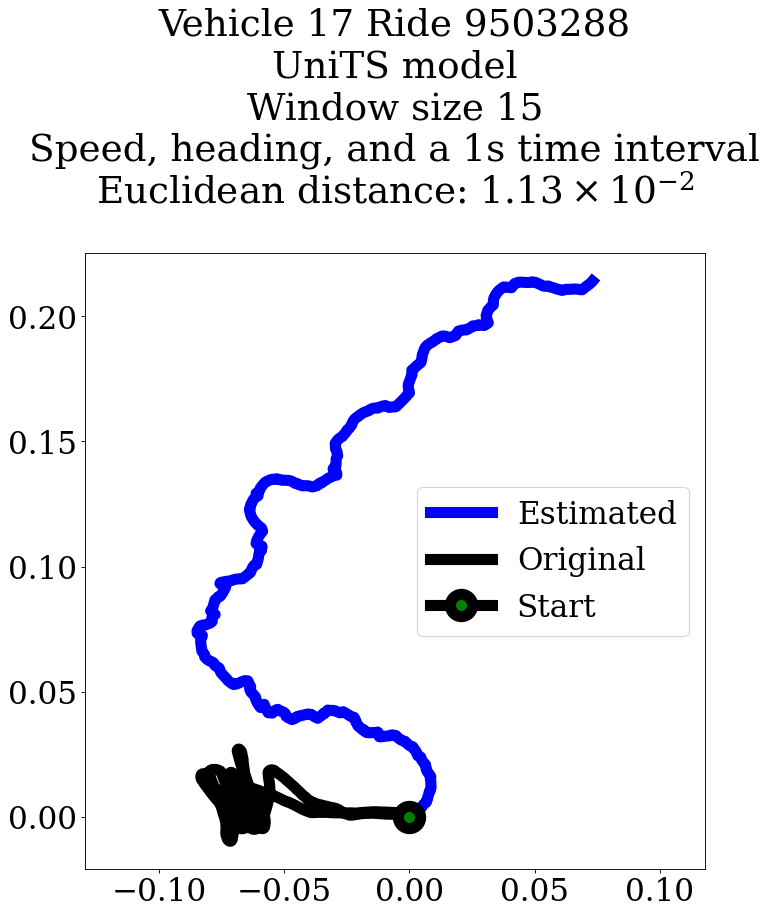 Vehicle 17 Ride 9503288
UniTS model
Window size 15
Speed, heading, and a 1s time interval
Euclidean distance: 1.13 × 10⁻²
0.20
0.15
0.10
0.05
0.00
Estimated
Original
Start
−0.10 −0.05 0.00 0.05 0.10